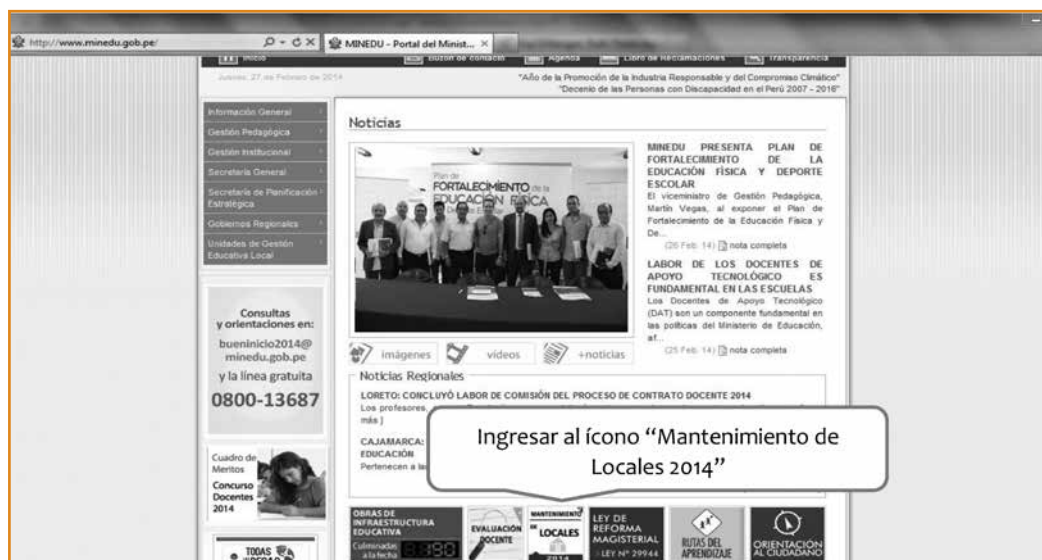 http://www.minedu.gob.pe/
MINEDU - Portal del Minist...
Inicio
Buzón de contacto
Agenda
Libro de Reclamaciones
Transparencia
Jueves, 27 de Febrero de 2014
"Año de la Promoción de la Industria Responsable y del Compromiso Climático"
"Decenio de las Personas con Discapacidad en el Perú 2007 - 2016"
Información General
Gestión Pedagógica
Gestión Institucional
Secretaría General
Secretaría de Planificación
Estratégica
Gobiernos Regionales
Unidades de Gestión
Educativa Local
Consultas
y orientaciones en:
bueninicio2014@
minedu.gob.pe
y la línea gratuita
0800-13687
Cuadro de
Meritos
Concurso
Docentes
2014
TODAS
Noticias
Plan de
FORTALECIMIENTO de la
EDUCACIÓN FÍSICA
MINEDU PRESENTA PLAN DE
FORTALECIMIENTO DE LA
EDUCACIÓN FÍSICA Y DEPORTE
ESCOLAR
El viceministro de Gestión Pedagógica,
Martín Vegas, al exponer el Plan de
Fortalecimiento de la Educación Física y
De...
(26 Feb. 14) nota completa
LABOR DE LOS DOCENTES DE
APOYO TECNOLÓGICO ES
FUNDAMENTAL EN LAS ESCUELAS
Los Docentes de Apoyo Tecnológico
(DAT) son un componente fundamental en
las políticas del Ministerio de Educación,
af...
(25 Feb. 14) nota completa
imágenes
vídeos
+noticias
Noticias Regionales
LORETO: CONCLUYÓ LABOR DE COMISIÓN DEL PROCESO DE CONTRATO DOCENTE 2014
Los profesores,
más )
CAJAMARCA:
EDUCACIÓN
Pertenecen a la
Ingresar al ícono “Mantenimiento de
Locales 2014”
OBRAS DE
INFRAESTRUCTURA
EDUCATIVA
Culminadas
a la fecha
EVALUACIÓN
DOCENTE
MANTENIMIENTO
DE
LOCALES
2014
LEY DE
REFORMA
MAGISTERIAL
LEY Nº 29944
RUTAS DEL
APRENDIZAJE
ORIENTACIÓN
AL CIUDADANO